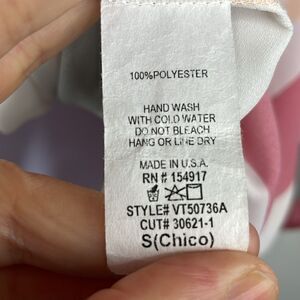 100%POLYESTER
HAND WASH
WITH COLD WATER
DO NOT BLEACH
HANG OR LINE DRY
MADE IN U.S.A.
RN # 154917
STYLE# VT50736A
CUT# 30621-1
S(Chico)